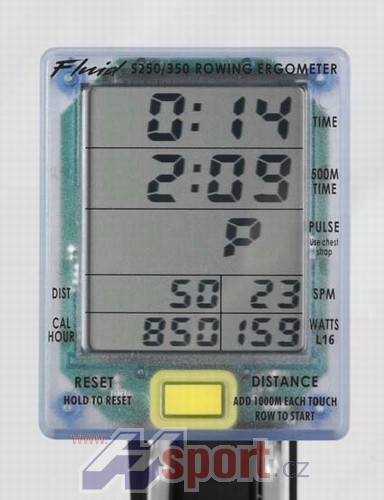 Fluid S250/350 ROWING ERGOMETER
0:14 TIME
2:09 500M TIME
P PULSE
Use chest strap
DIST 50 23 SPM
CAL HOUR 850 159 WATTS L16
RESET DISTANCE
HOLD TO RESET ADD 1000M EACH TOUCH
ROW TO START
www.
sport.cz